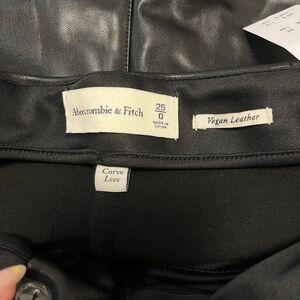 Abercrombie & Fitch
25
0
MADE IN
CHINA
Vegan Leather
Curve
Love